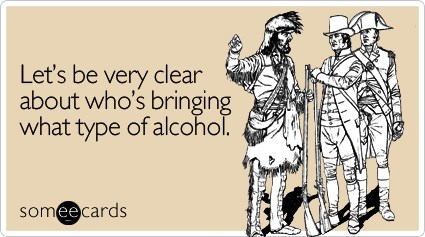 Let's be very clear
about who's bringing
what type of alcohol.
someecards